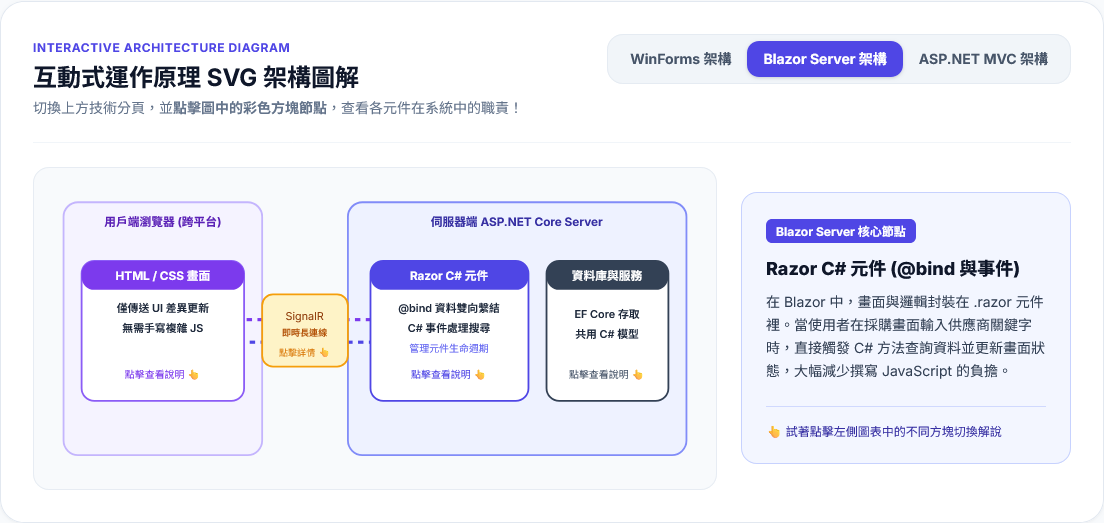 INTERACTIVE ARCHITECTURE DIAGRAM
互動式運作原理 SVG 架構圖解
切換上方技術分頁，並點擊圖中的彩色方塊節點，查看各元件在系統中的職責！
WinForms 架構
Blazor Server 架構
ASP.NET MVC 架構
用戶端瀏覽器 (跨平台)
HTML / CSS 畫面
僅傳送 UI 差異更新
無需手寫複雜 JS
點擊查看說明 👆
SignalR
即時長連線
點擊詳情 👆
伺服器端 ASP.NET Core Server
Razor C# 元件
@bind 資料雙向繫結
C# 事件處理搜尋
管理元件生命週期
點擊查看說明 👆
資料庫與服務
EF Core 存取
共用 C# 模型
點擊查看說明 👆
Blazor Server 核心節點
Razor C# 元件 (@bind 與事件)
在 Blazor 中，畫面與邏輯封裝在 .razor 元件
裡。當使用者在採購畫面輸入供應商關鍵字
時，直接觸發 C# 方法查詢資料並更新畫面狀
態，大幅減少撰寫 JavaScript 的負擔。
👆 試著點擊左側圖表中的不同方塊切換解說